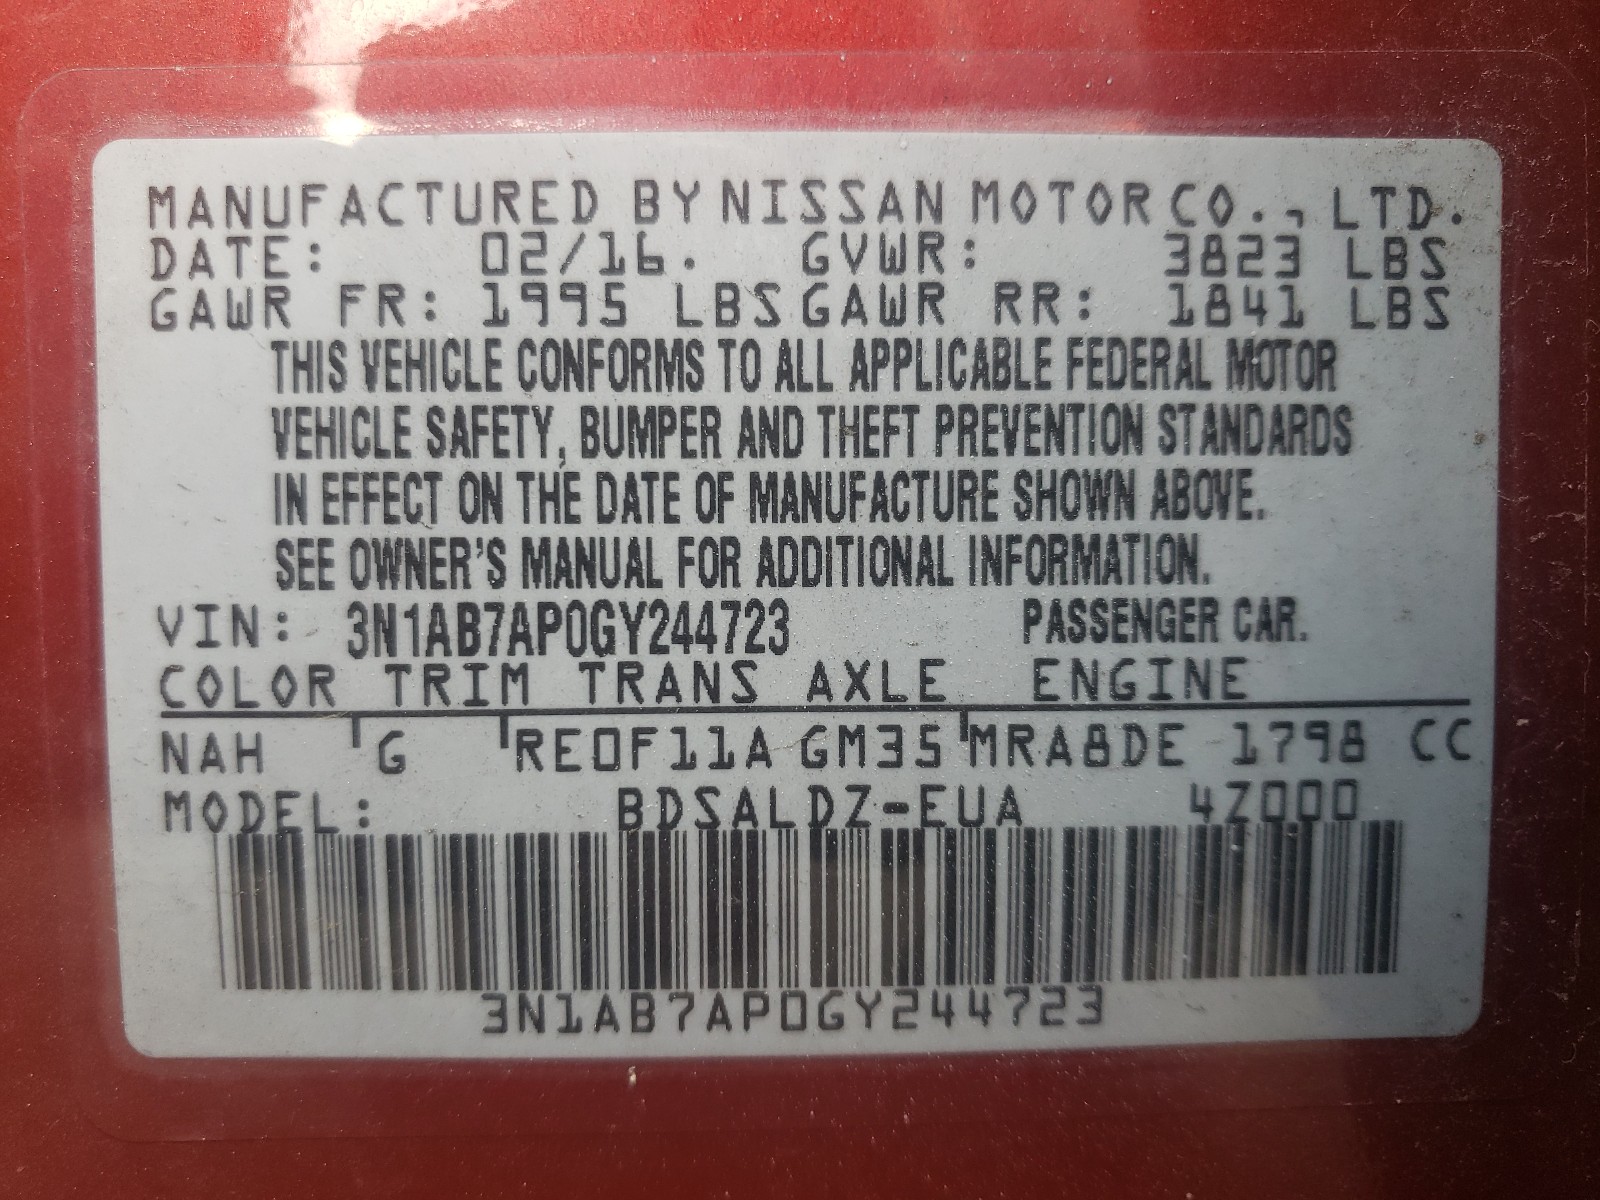 MANUFACTURED BY NISSAN MOTOR CO., LTD.
DATE: 02/16. GVWR: 3823 LBS
GAWR FR: 1995 LBS GAWR RR: 1841 LBS
THIS VEHICLE CONFORMS TO ALL APPLICABLE FEDERAL MOTOR
VEHICLE SAFETY, BUMPER AND THEFT PREVENTION STANDARDS
IN EFFECT ON THE DATE OF MANUFACTURE SHOWN ABOVE.
SEE OWNER'S MANUAL FOR ADDITIONAL INFORMATION.
VIN: 3N1AB7AP0GY244723 PASSENGER CAR.
COLOR TRIM TRANS AXLE ENGINE
NAH G RE0F11A GM35 MRA8DE 1798 CC
MODEL: BDSALDZ-EUA 4Z000
3N1AB7AP0GY244723